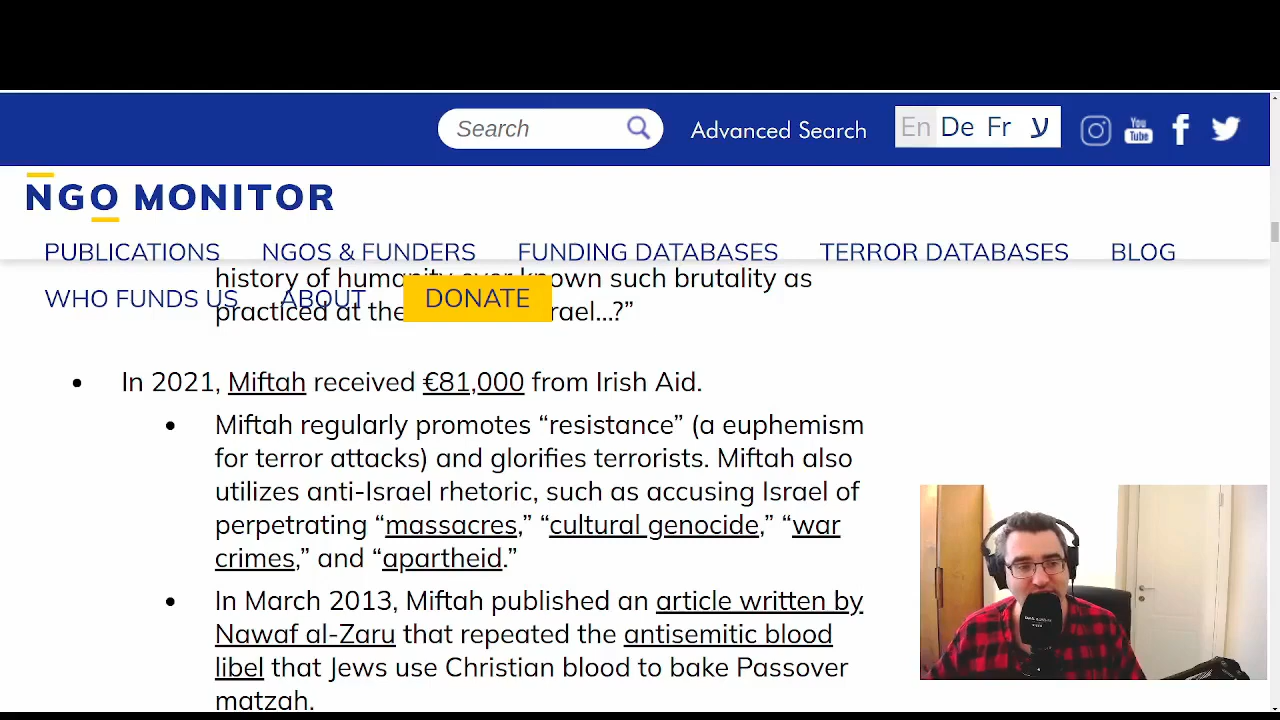 Search
Advanced Search
En De Fr ע
You
Tube
NGO MONITOR
PUBLICATIONS NGOS & FUNDERS FUNDING DATABASES TERROR DATABASES BLOG
history of humanity ever known such brutality as
WHO FUNDS US ABOUT DONATE
practiced at the rael…?”
• In 2021, Miftah received €81,000 from Irish Aid.
• Miftah regularly promotes “resistance” (a euphemism
for terror attacks) and glorifies terrorists. Miftah also
utilizes anti-Israel rhetoric, such as accusing Israel of
perpetrating “massacres,” “cultural genocide,” “war
crimes,” and “apartheid.”
• In March 2013, Miftah published an article written by
Nawaf al-Zaru that repeated the antisemitic blood
libel that Jews use Christian blood to bake Passover
matzah.